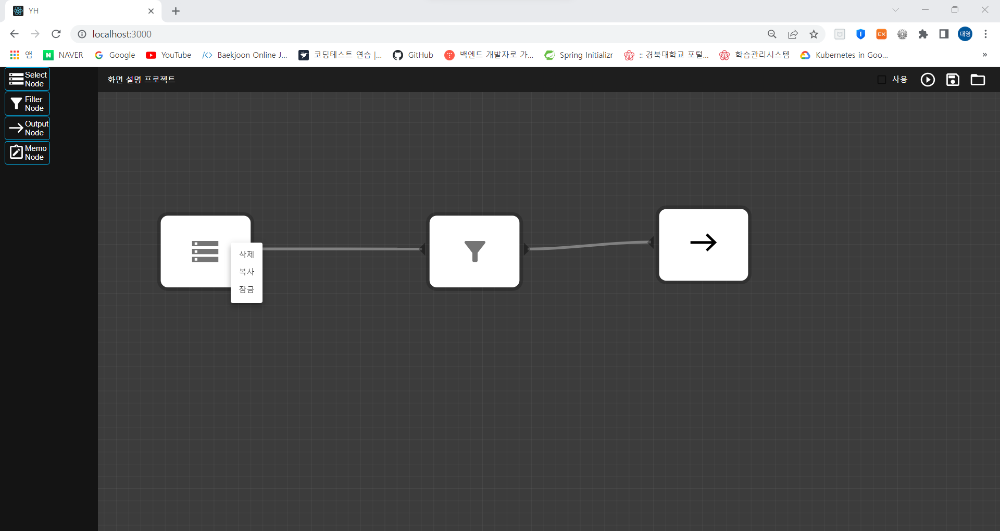 YH
localhost:3000
대영
앱
NAVER
Google
YouTube
Baekjoon Online J...
코딩테스트 연습 |...
GitHub
백엔드 개발자로 가...
Spring Initializr
:: 경북대학교 포털...
학습관리시스템
Kubernetes in Goo...
»
Select
Node
Filter
Node
Output
Node
Memo
Node
화면 설명 프로젝트
사용
삭제
복사
잠금